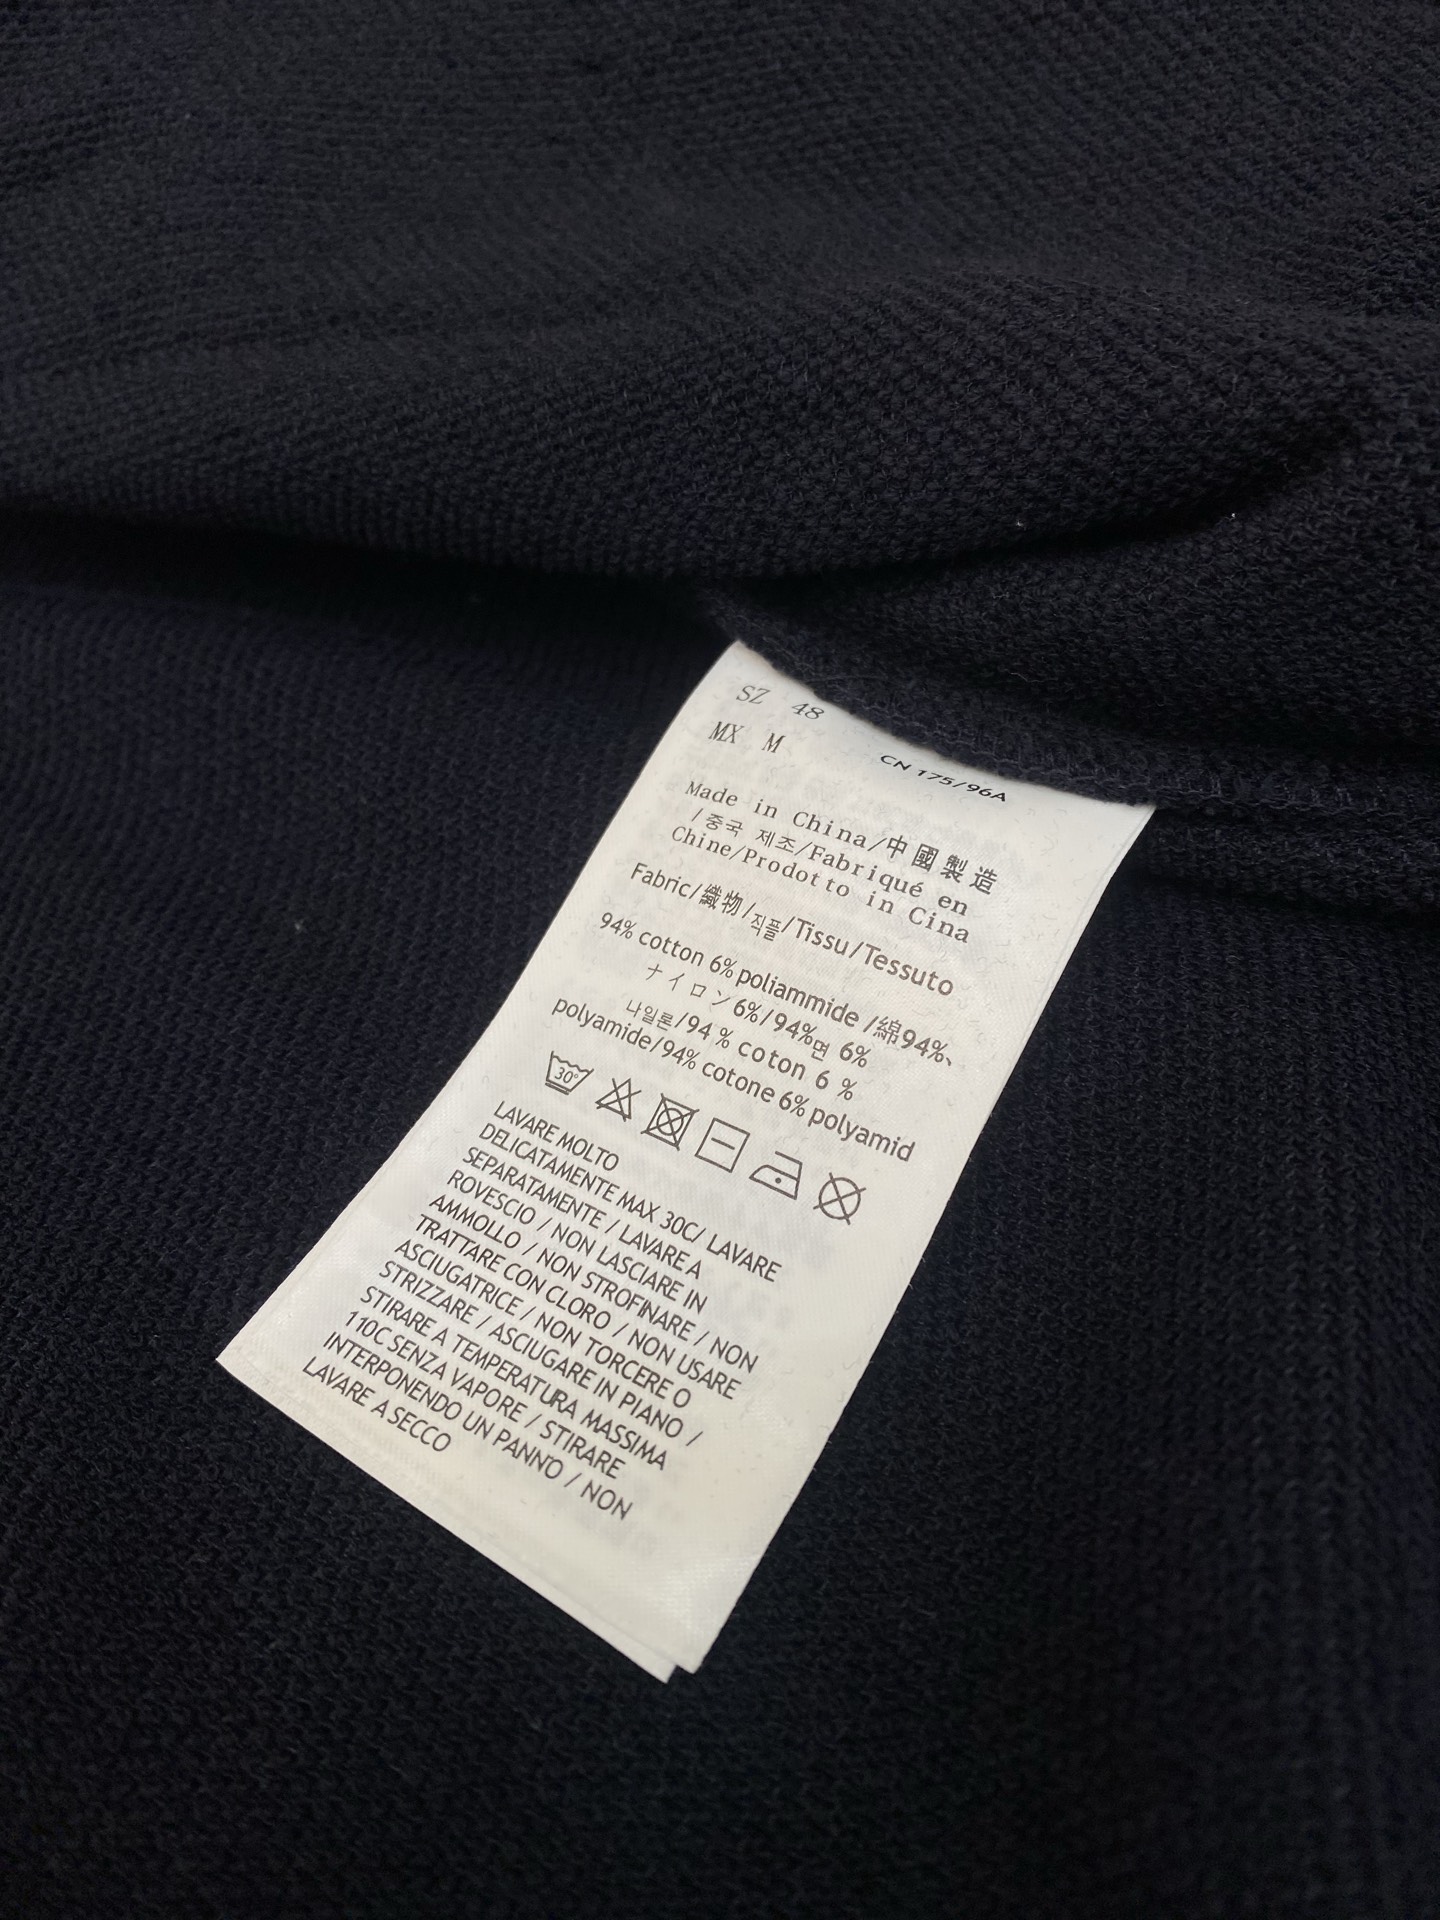 SZ 48
MX M
CN 175/96A
Made in China/中國製造
/중국 제조/Fabriqué en
Chine/Prodotto in Cina
Fabric/織物/직플/Tissu/Tessuto
94% cotton 6% poliammide /綿94%、
ナイロン6%/94%면 6%
나일론/94 % coton 6 %
polyamide/94% cotone 6% polyamid
30°
LAVARE MOLTO
DELICATAMENTE MAX 30C/ LAVARE
SEPARATAMENTE / LAVARE A
ROVESCIO / NON LASCIARE IN
AMMOLLO / NON STROFINARE / NON
TRATTARE CON CLORO / NON USARE
ASCIUGATRICE / NON TORCERE O
STRIZZARE / ASCIUGARE IN PIANO /
STIRARE A TEMPERATURA MASSIMA
110C SENZA VAPORE / STIRARE
INTERPONENDO UN PANNO / NON
LAVARE A SECCO